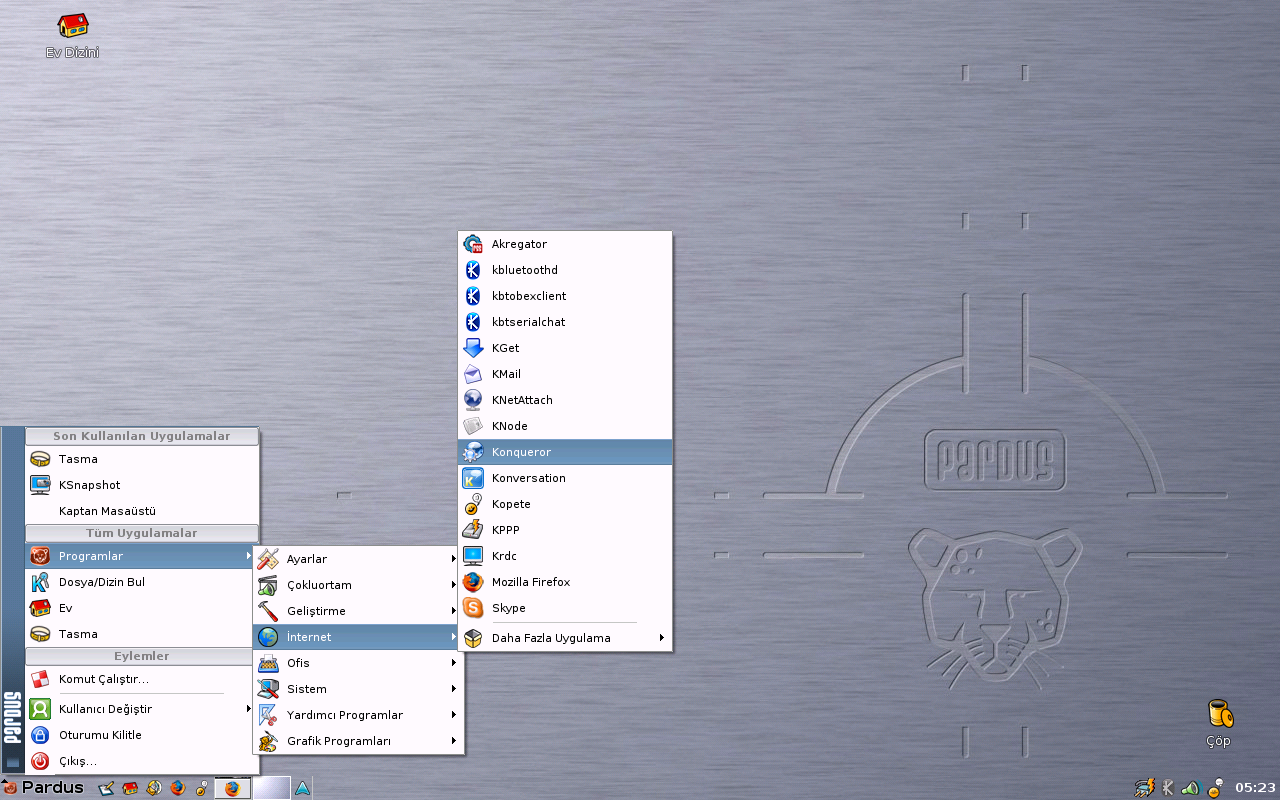 Ev Dizini
PARDUS
Akregator
kbluetoothd
kbtobexclient
kbtserialchat
KGet
KMail
KNetAttach
KNode
Konqueror
Konversation
Kopete
KPPP
Krdc
Mozilla Firefox
Skype
Daha Fazla Uygulama
Son Kullanılan Uygulamalar
Tasma
KSnapshot
Kaptan Masaüstü
Tüm Uygulamalar
Programlar
Dosya/Dizin Bul
Ev
Tasma
Eylemler
Komut Çalıştır...
Kullanıcı Değiştir
Oturumu Kilitle
Çıkış...
PARDUS
Ayarlar
Çokluortam
Geliştirme
İnternet
Ofis
Sistem
Yardımcı Programlar
Grafik Programları
Çöp
Pardus
05:23